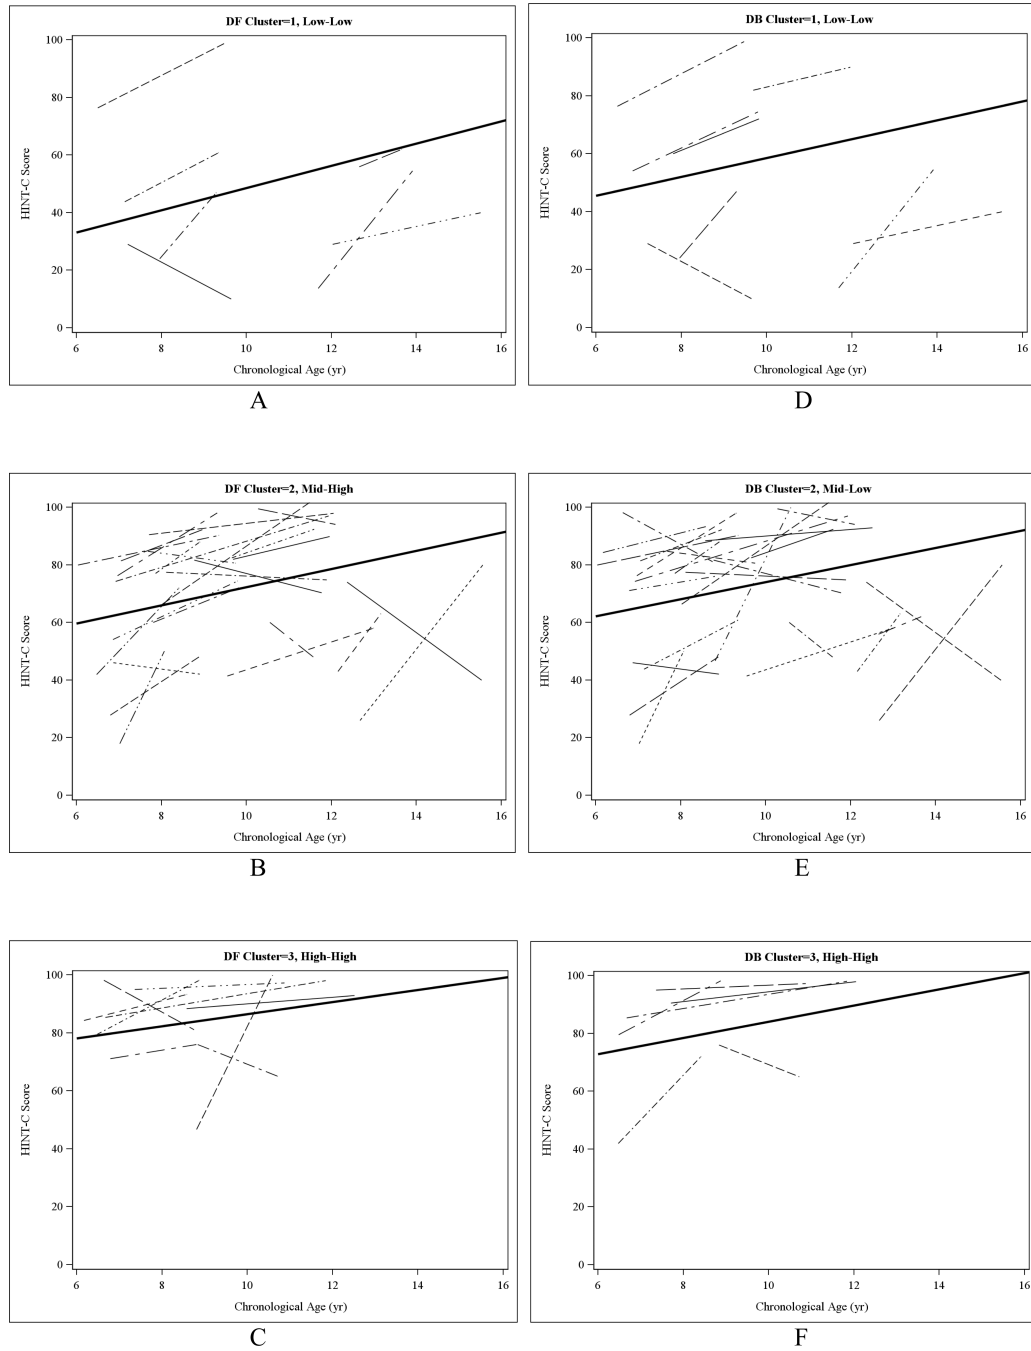 DF Cluster=1, Low-Low
100
80
60
40
20
0
HINT-C Score
6 8 10 12 14 16
Chronological Age (yr)
A
DB Cluster=1, Low-Low
100
80
60
40
20
0
HINT-C Score
6 8 10 12 14 16
Chronological Age (yr)
D
DF Cluster=2, Mid-High
100
80
60
40
20
0
HINT-C Score
6 8 10 12 14 16
Chronological Age (yr)
B
DB Cluster=2, Mid-Low
100
80
60
40
20
0
HINT-C Score
6 8 10 12 14 16
Chronological Age (yr)
E
DF Cluster=3, High-High
100
80
60
40
20
0
HINT-C Score
6 8 10 12 14 16
Chronological Age (yr)
C
DB Cluster=3, High-High
100
80
60
40
20
0
HINT-C Score
6 8 10 12 14 16
Chronological Age (yr)
F